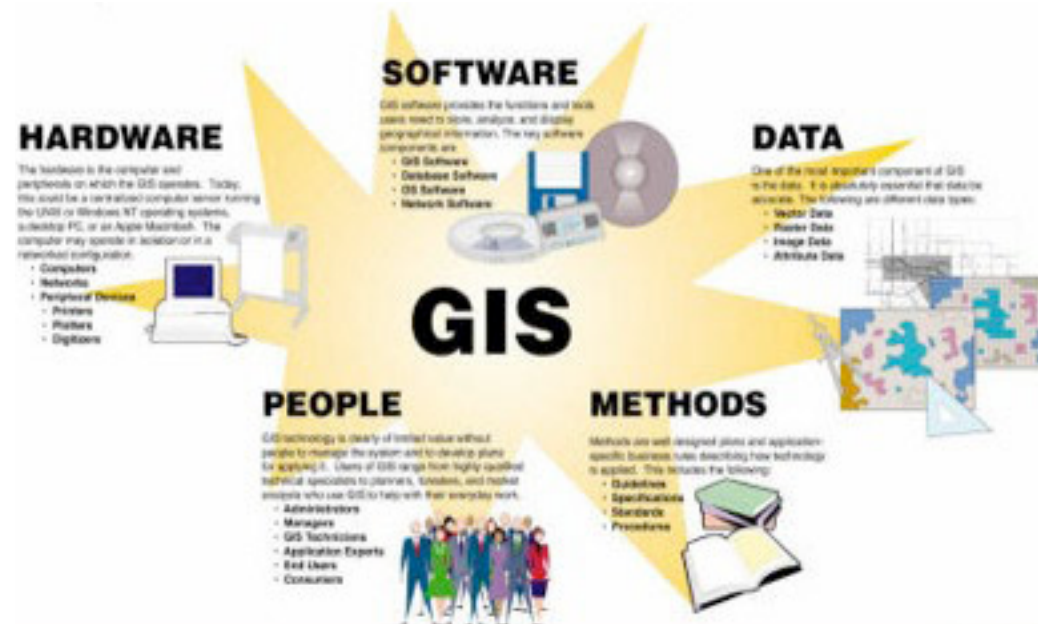 SOFTWARE
GIS software provides the functions and tools
users need to store, analyze, and display
geographical information. The key software
components are
• GIS Software
• Database Software
• OS Software
• Network Software
HARDWARE
The hardware is the computer and
peripherals on which the GIS operates. Today,
this could be a centralized computer server running
the UNIX or Windows NT operating systems,
a desktop PC, or an Apple Macintosh. The
computer may operate in isolation or in a
networked configuration.
• Computers
• Networks
• Peripheral Devices
• Printers
• Plotters
• Digitizers
DATA
One of the most important component of GIS
is the data. It is absolutely essential that data be
accurate. The following are different data types:
• Vector Data
• Raster Data
• Image Data
• Attribute Data
GIS
PEOPLE
GIS technology is clearly of limited value without
people to manage the system and to develop plans
for applying it. Users of GIS range from highly qualified
technical specialists to planners, foresters, and market
analysts who use GIS to help with their everyday work.
• Administrators
• Managers
• GIS Technicians
• Application Experts
• End Users
• Consumers
METHODS
Methods are well designed plans and application-
specific business rules describing how technology
is applied. This includes the following:
• Guidelines
• Specifications
• Standards
• Procedures